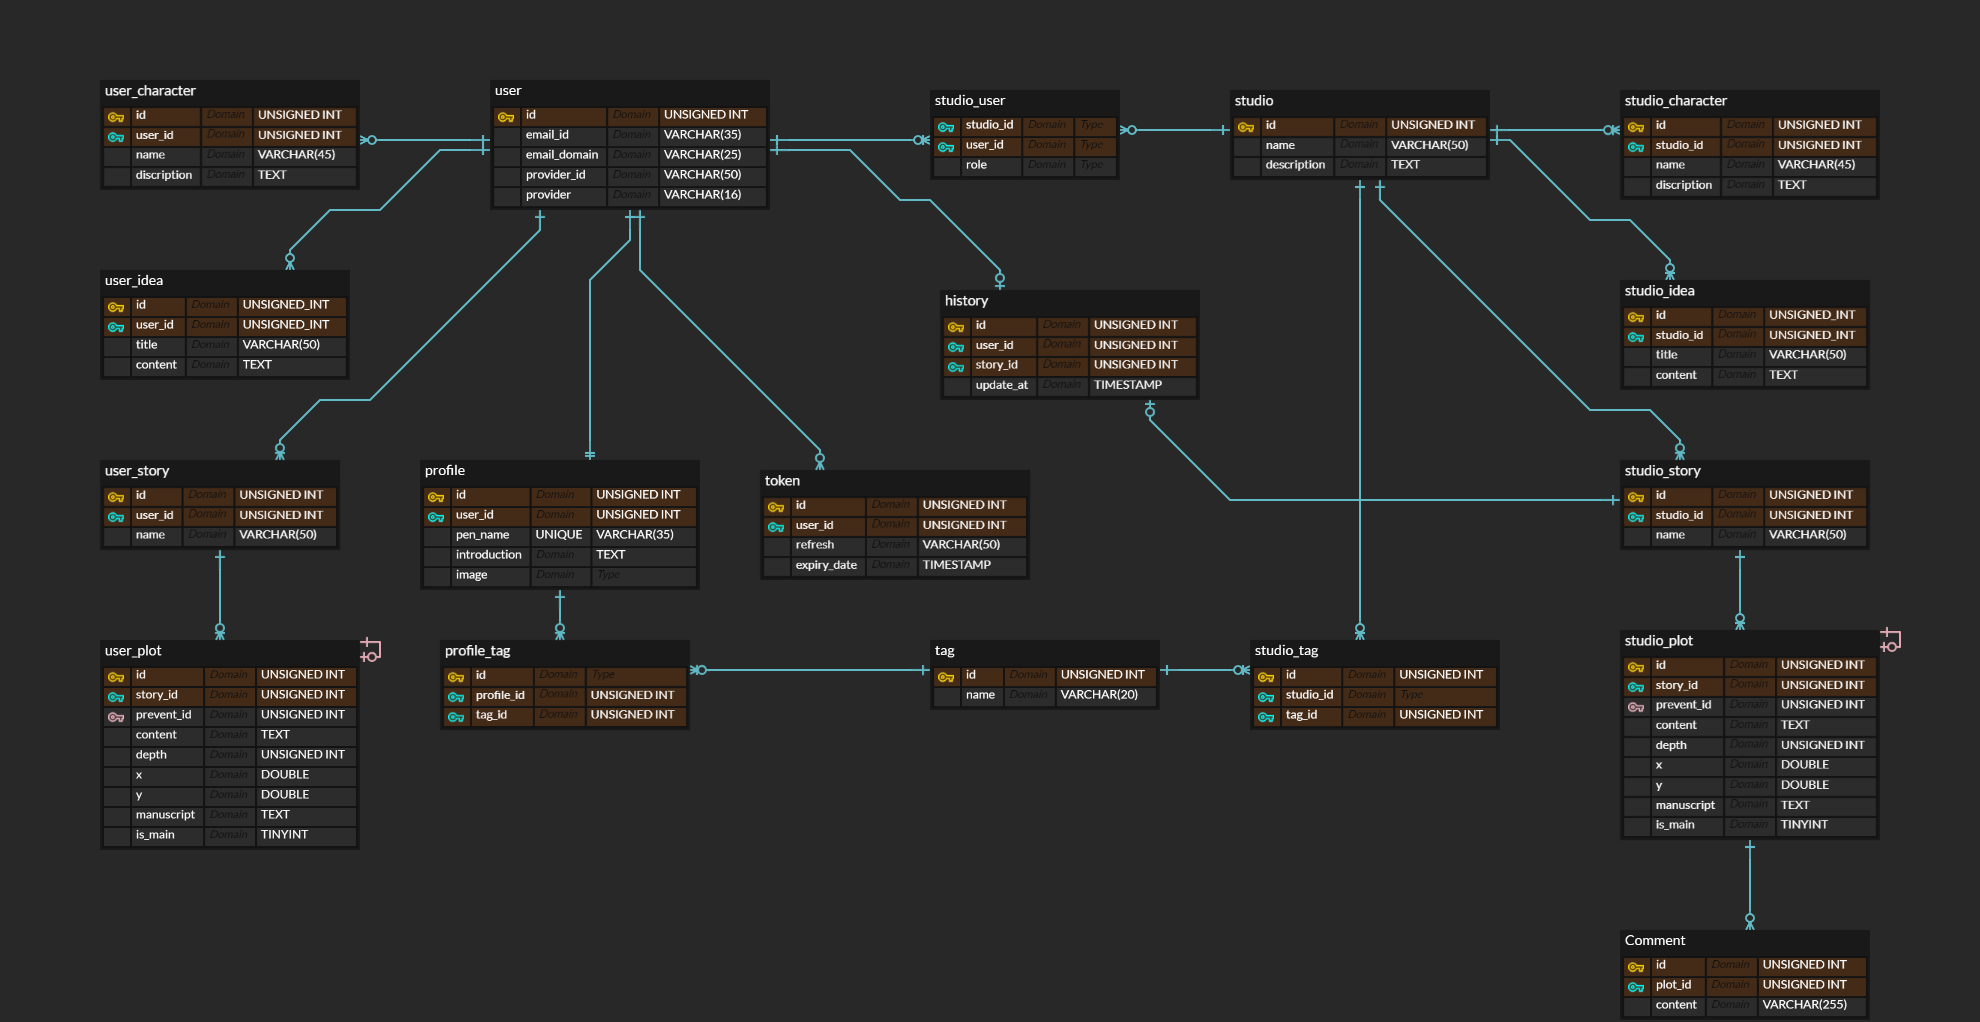 user_character
id Domain UNSIGNED INT
user_id Domain UNSIGNED INT
name Domain VARCHAR(45)
discription Domain TEXT
user
id Domain UNSIGNED INT
email_id Domain VARCHAR(35)
email_domain Domain VARCHAR(25)
provider_id Domain VARCHAR(50)
provider Domain VARCHAR(16)
studio_user
studio_id Domain Type
user_id Domain Type
role Domain Type
studio
id Domain UNSIGNED INT
name Domain VARCHAR(50)
description Domain TEXT
studio_character
id Domain UNSIGNED INT
studio_id Domain UNSIGNED INT
name Domain VARCHAR(45)
discription Domain TEXT
user_idea
id Domain UNSIGNED_INT
user_id Domain UNSIGNED_INT
title Domain VARCHAR(50)
content Domain TEXT
history
id Domain UNSIGNED INT
user_id Domain UNSIGNED INT
story_id Domain UNSIGNED INT
update_at Domain TIMESTAMP
studio_idea
id Domain UNSIGNED_INT
studio_id Domain UNSIGNED_INT
title Domain VARCHAR(50)
content Domain TEXT
user_story
id Domain UNSIGNED INT
user_id Domain UNSIGNED INT
name Domain VARCHAR(50)
profile
id Domain UNSIGNED INT
user_id Domain UNSIGNED INT
pen_name UNIQUE VARCHAR(35)
introduction Domain TEXT
image Domain Type
token
id Domain UNSIGNED INT
user_id Domain UNSIGNED INT
refresh Domain VARCHAR(50)
expiry_date Domain TIMESTAMP
studio_story
id Domain UNSIGNED INT
studio_id Domain UNSIGNED INT
name Domain VARCHAR(50)
user_plot
id Domain UNSIGNED INT
story_id Domain UNSIGNED INT
prevent_id Domain UNSIGNED INT
content Domain TEXT
depth Domain UNSIGNED INT
x Domain DOUBLE
y Domain DOUBLE
manuscript Domain TEXT
is_main Domain TINYINT
profile_tag
id Domain Type
profile_id Domain UNSIGNED INT
tag_id Domain UNSIGNED INT
tag
id Domain UNSIGNED INT
name Domain VARCHAR(20)
studio_tag
id Domain UNSIGNED INT
studio_id Domain Type
tag_id Domain UNSIGNED INT
studio_plot
id Domain UNSIGNED INT
story_id Domain UNSIGNED INT
prevent_id Domain UNSIGNED INT
content Domain TEXT
depth Domain UNSIGNED INT
x Domain DOUBLE
y Domain DOUBLE
manuscript Domain TEXT
is_main Domain TINYINT
Comment
id Domain UNSIGNED INT
plot_id Domain UNSIGNED INT
content Domain VARCHAR(255)